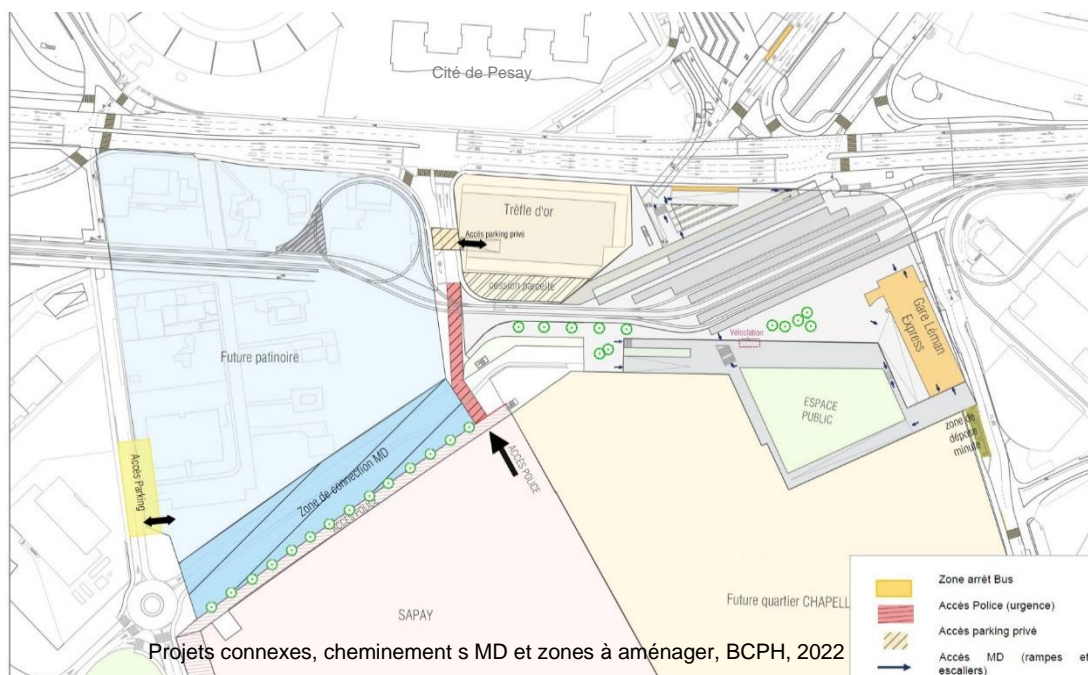 Cité de Pesay
Trèfle d'or
Accès parking privé
cession parcelle
Future patinoire
Vélostation
Gare Léman
Express
ESPACE
PUBLIC
zone de
dépose
minute
Zone de connection MD
ACCÈS POLICE
ACCÈS POLICE
Accès Parking
SAPAY
Future quartier CHAPELL
Projets connexes, cheminement s MD et zones à aménager, BCPH, 2022
Zone arrêt Bus
Accès Police (urgence)
Accès parking privé
Accès MD (rampes et
escaliers)